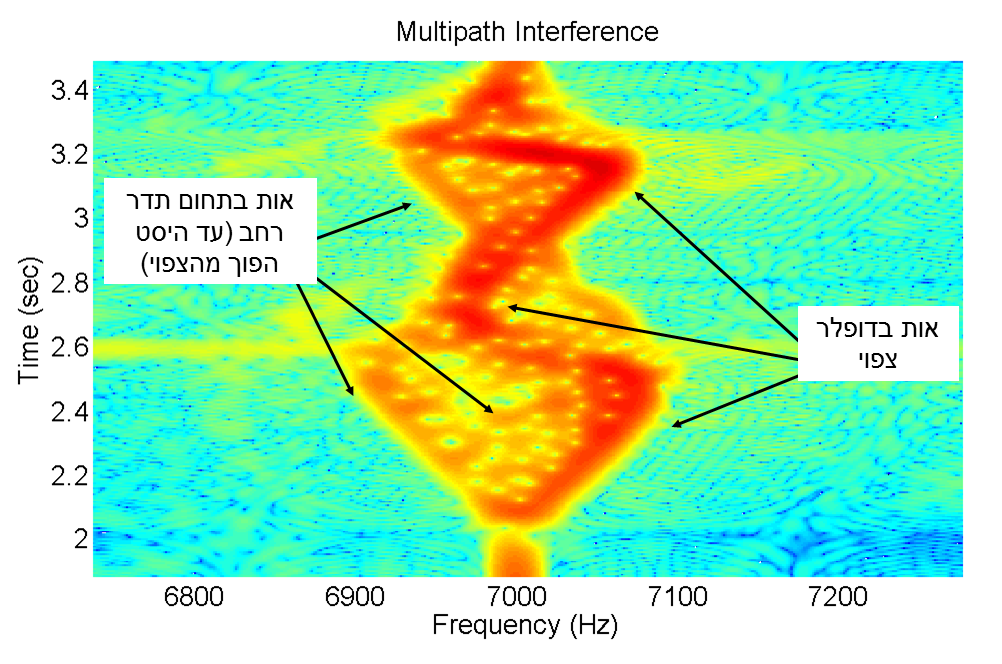 Multipath Interference
3.4
3.2
3
2.8
2.6
2.4
2.2
2
Time (sec)
אות בתחום תדר
רחב (עד היסט
הפוך מהצפוי)
אות בדופלר
צפוי
6800 6900 7000 7100 7200
Frequency (Hz)